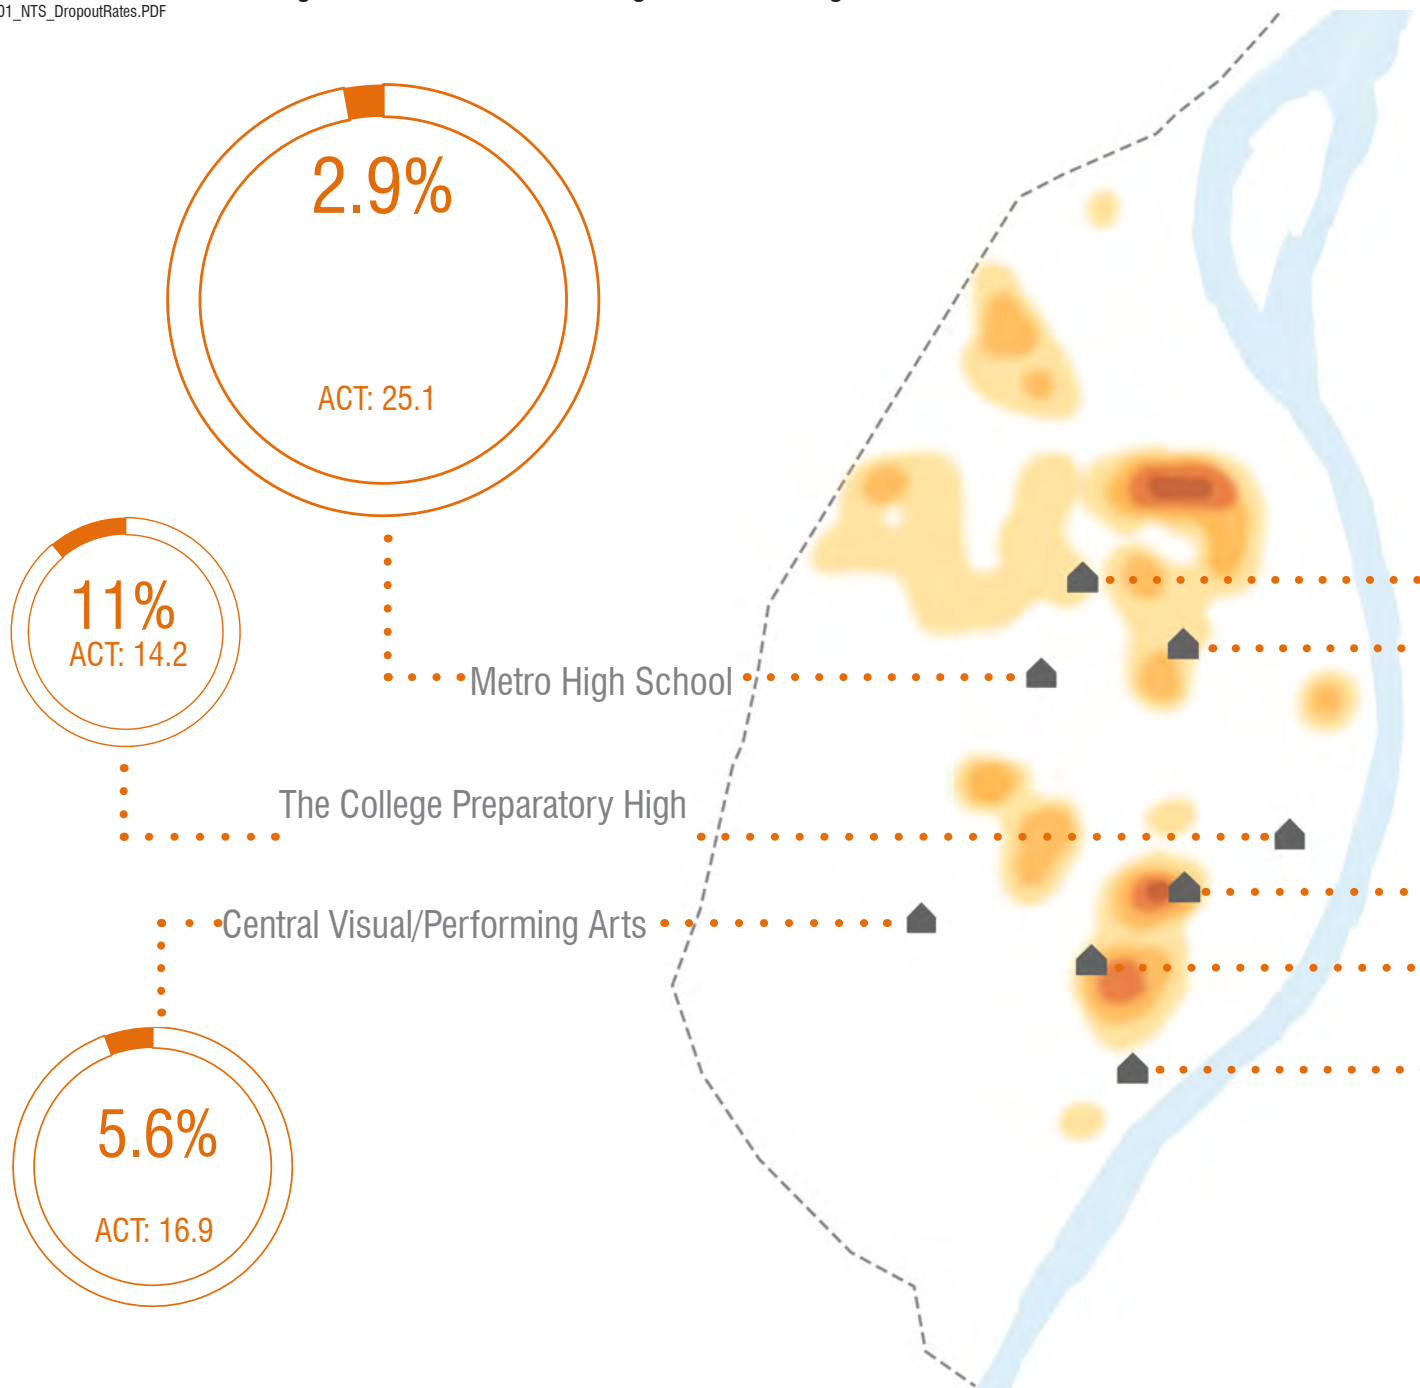 01_NTS_DropoutRates.PDF
2.9%
ACT: 25.1
11%
ACT: 14.2
Metro High School
The College Preparatory High
Central Visual/Performing Arts
5.6%
ACT: 16.9